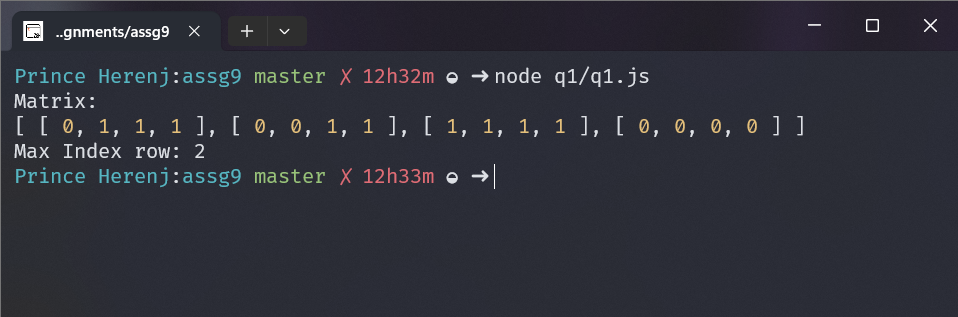 ..gnments/assg9
Prince Herenj:assg9 master ✗ 12h32m ◒ ➜node q1/q1.js
Matrix:
[ [ 0, 1, 1, 1 ], [ 0, 0, 1, 1 ], [ 1, 1, 1, 1 ], [ 0, 0, 0, 0 ] ]
Max Index row: 2
Prince Herenj:assg9 master ✗ 12h33m ◒ ➜